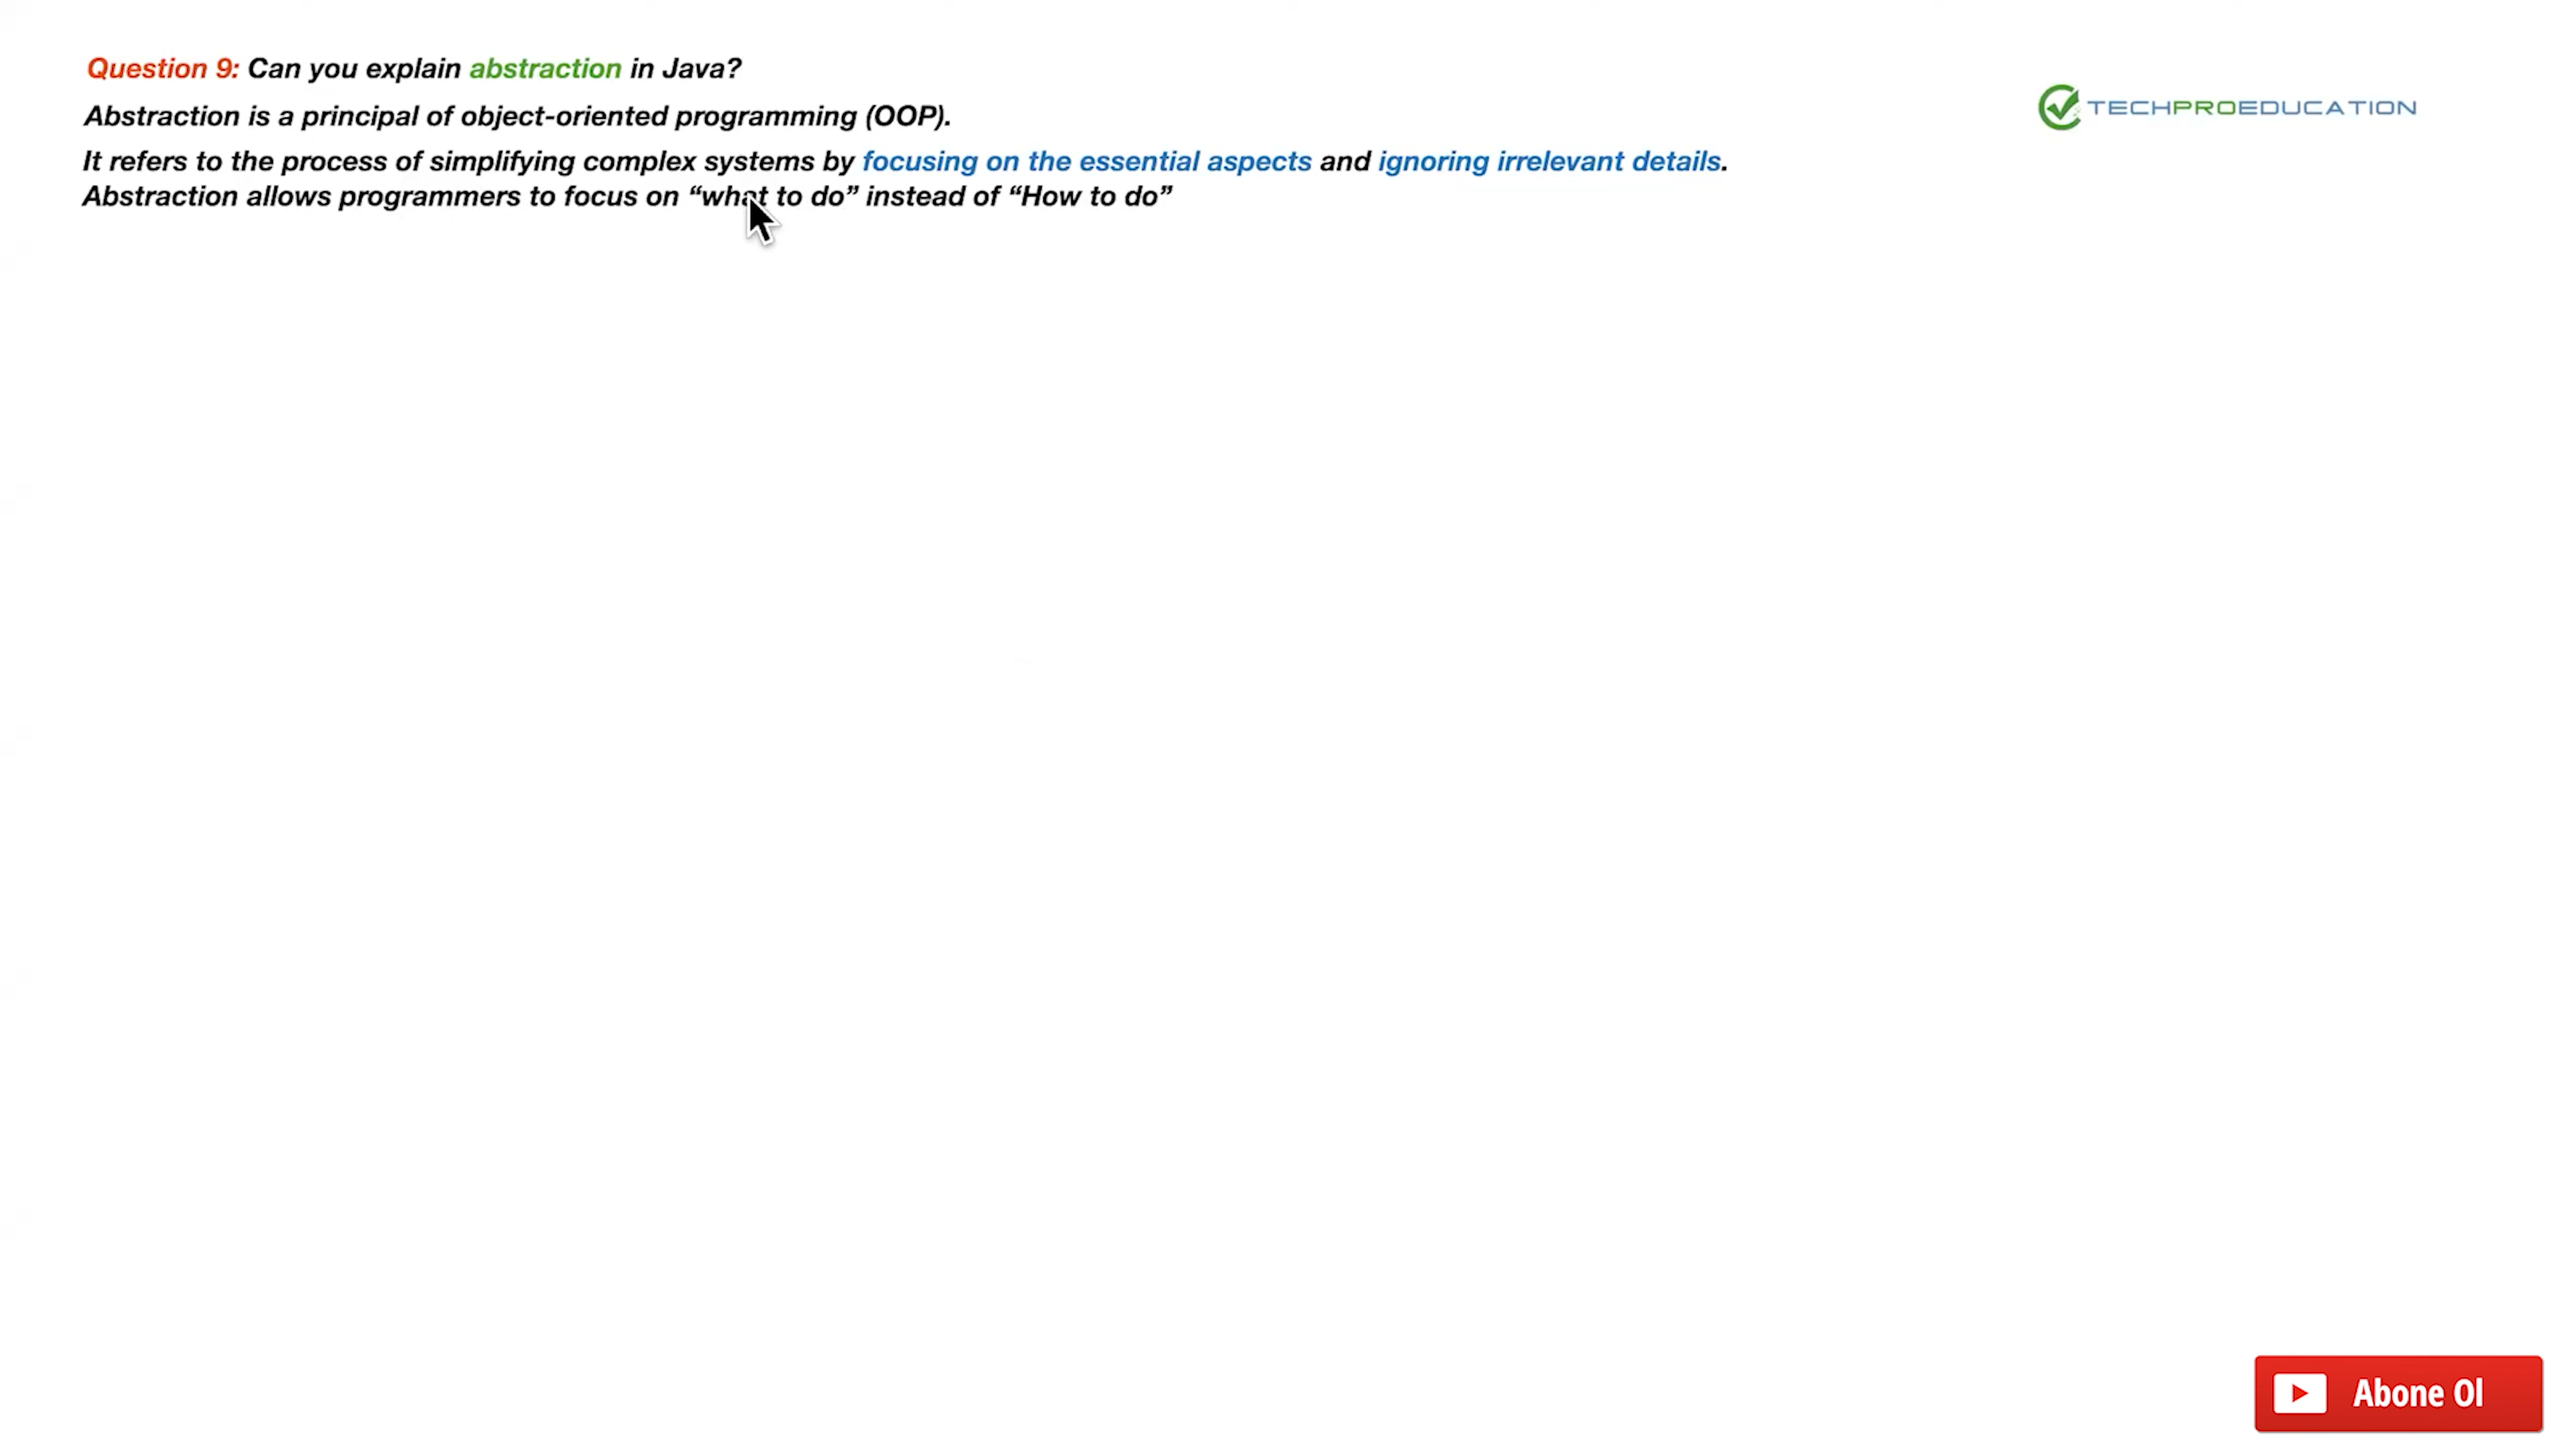 Question 9: Can you explain abstraction in Java?
Abstraction is a principal of object-oriented programming (OOP).
TECHPROEDUCATION
It refers to the process of simplifying complex systems by focusing on the essential aspects and ignoring irrelevant details.
Abstraction allows programmers to focus on “what to do” instead of “How to do”
Abone Ol